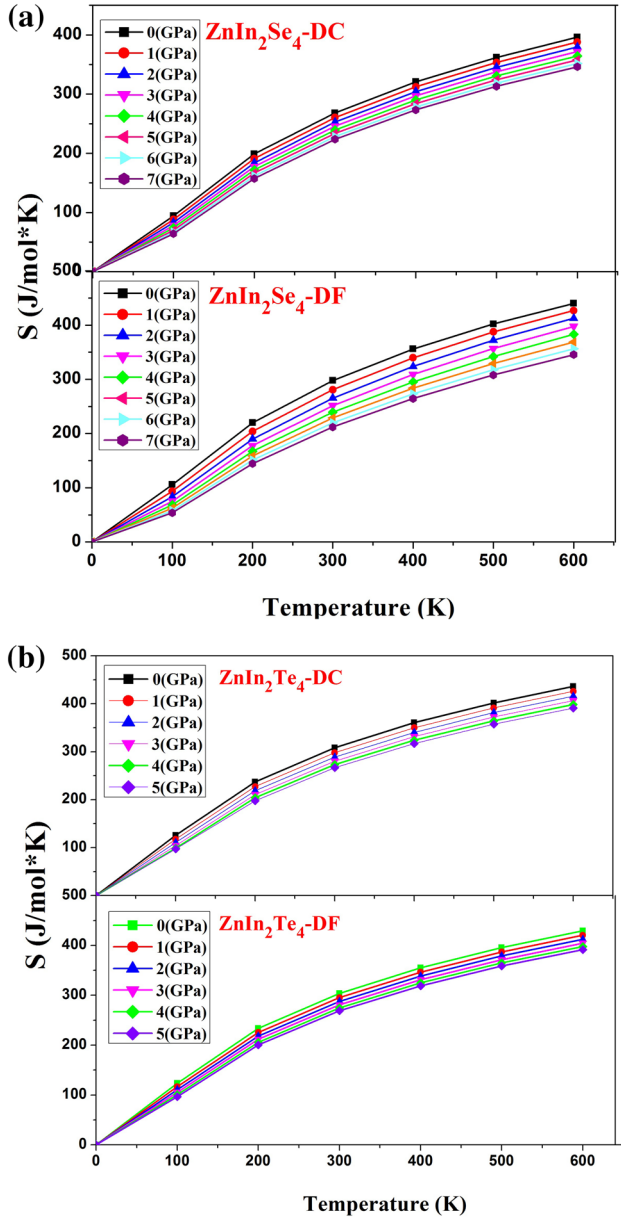 (a)
ZnIn₂Se₄-DC
0(GPa)
1(GPa)
2(GPa)
3(GPa)
4(GPa)
5(GPa)
6(GPa)
7(GPa)
400
300
200
100
0
ZnIn₂Se₄-DF
0(GPa)
1(GPa)
2(GPa)
3(GPa)
4(GPa)
5(GPa)
6(GPa)
7(GPa)
500
400
300
200
100
0
S (J/mol*K)
0 100 200 300 400 500 600
Temperature (K)
(b)
ZnIn₂Te₄-DC
0(GPa)
1(GPa)
2(GPa)
3(GPa)
4(GPa)
5(GPa)
500
400
300
200
100
ZnIn₂Te₄-DF
0(GPa)
1(GPa)
2(GPa)
3(GPa)
4(GPa)
5(GPa)
500
400
300
200
100
0
S (J/mol*K)
0 100 200 300 400 500 600
Temperature (K)